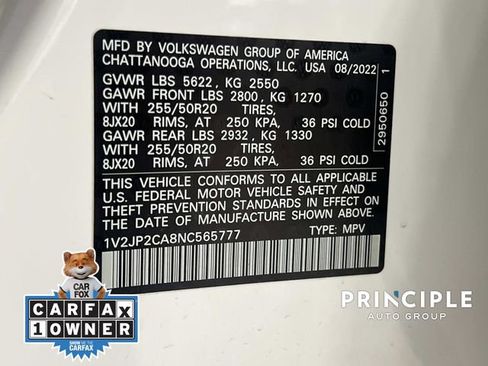 MFD BY VOLKSWAGEN GROUP OF AMERICA
CHATTANOOGA OPERATIONS, LLC. USA 08/2022
GVWR LBS 5622, KG 2550
GAWR FRONT LBS 2800, KG 1270
WITH 255/50R20 TIRES,
8JX20 RIMS, AT 250 KPA, 36 PSI COLD
GAWR REAR LBS 2932, KG 1330
WITH 255/50R20 TIRES,
8JX20 RIMS, AT 250 KPA, 36 PSI COLD
THIS VEHICLE CONFORMS TO ALL APPLICABLE
U.S. FEDERAL MOTOR VEHICLE SAFETY AND
THEFT PREVENTION STANDARDS IN EFFECT ON
THE DATE OF MANUFACTURE SHOWN ABOVE.
1V2JP2CA8NC565777 TYPE: MPV
2950650 1
CAR
FOX
CARFAX
1 OWNER
SHOW ME THE
CARFAX
PRINCIPLE
AUTO GROUP